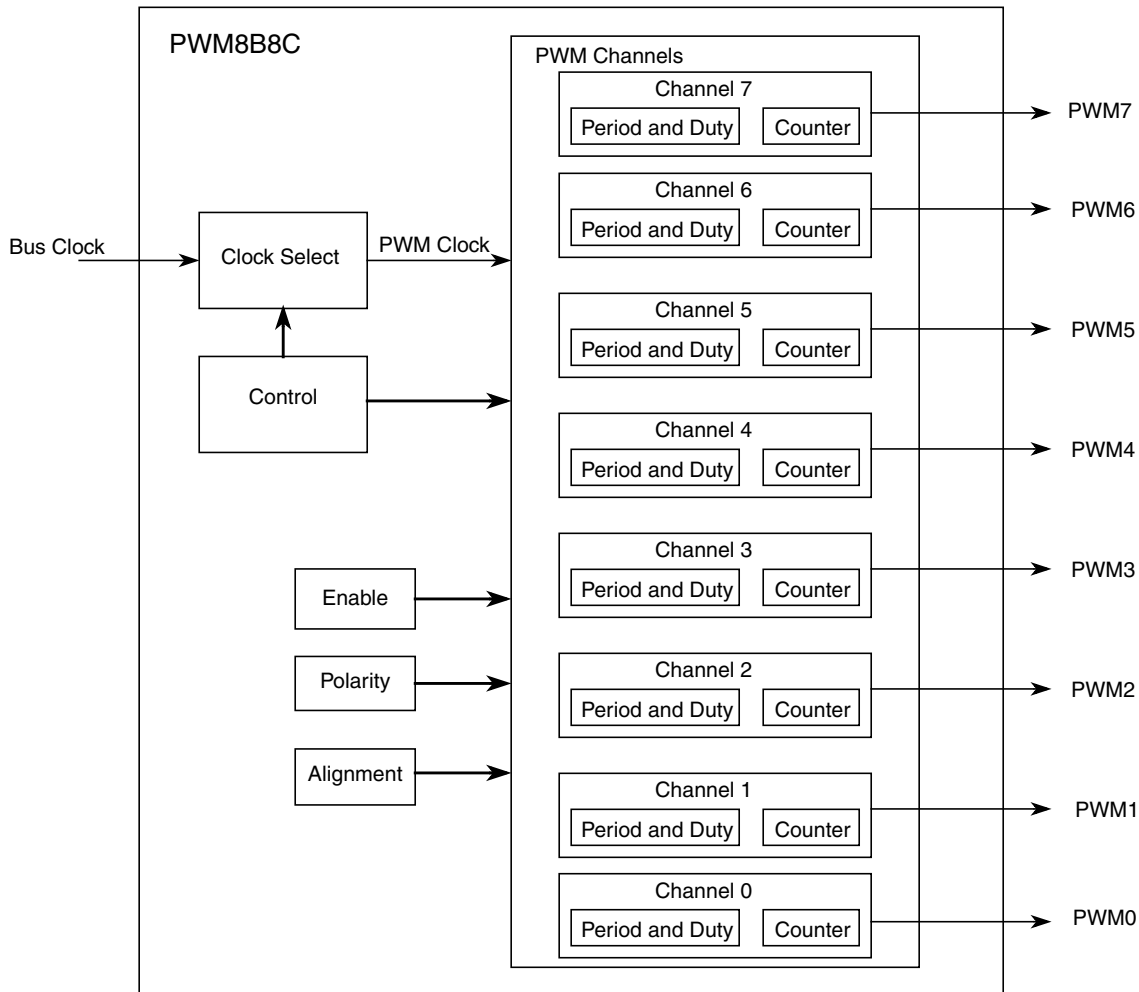 PWM8B8C
PWM Channels
Channel 7
Period and Duty
Counter
PWM7
Channel 6
Period and Duty
Counter
PWM6
Bus Clock
Clock Select
PWM Clock
Channel 5
Period and Duty
Counter
PWM5
Control
Channel 4
Period and Duty
Counter
PWM4
Channel 3
Period and Duty
Counter
PWM3
Enable
Polarity
Channel 2
Period and Duty
Counter
PWM2
Alignment
Channel 1
Period and Duty
Counter
PWM1
Channel 0
Period and Duty
Counter
PWM0